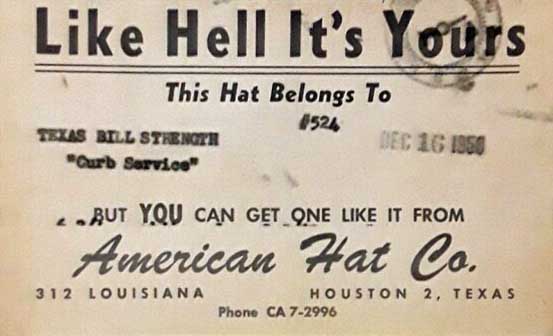 Like Hell It's Yours
This Hat Belongs To
#524
TEXAS BILL STRENGTH
DEC 16 1950
"Curb Service"
...BUT YOU CAN GET ONE LIKE IT FROM
American Hat Co.
312 LOUISIANA HOUSTON 2, TEXAS
Phone CA 7-2996